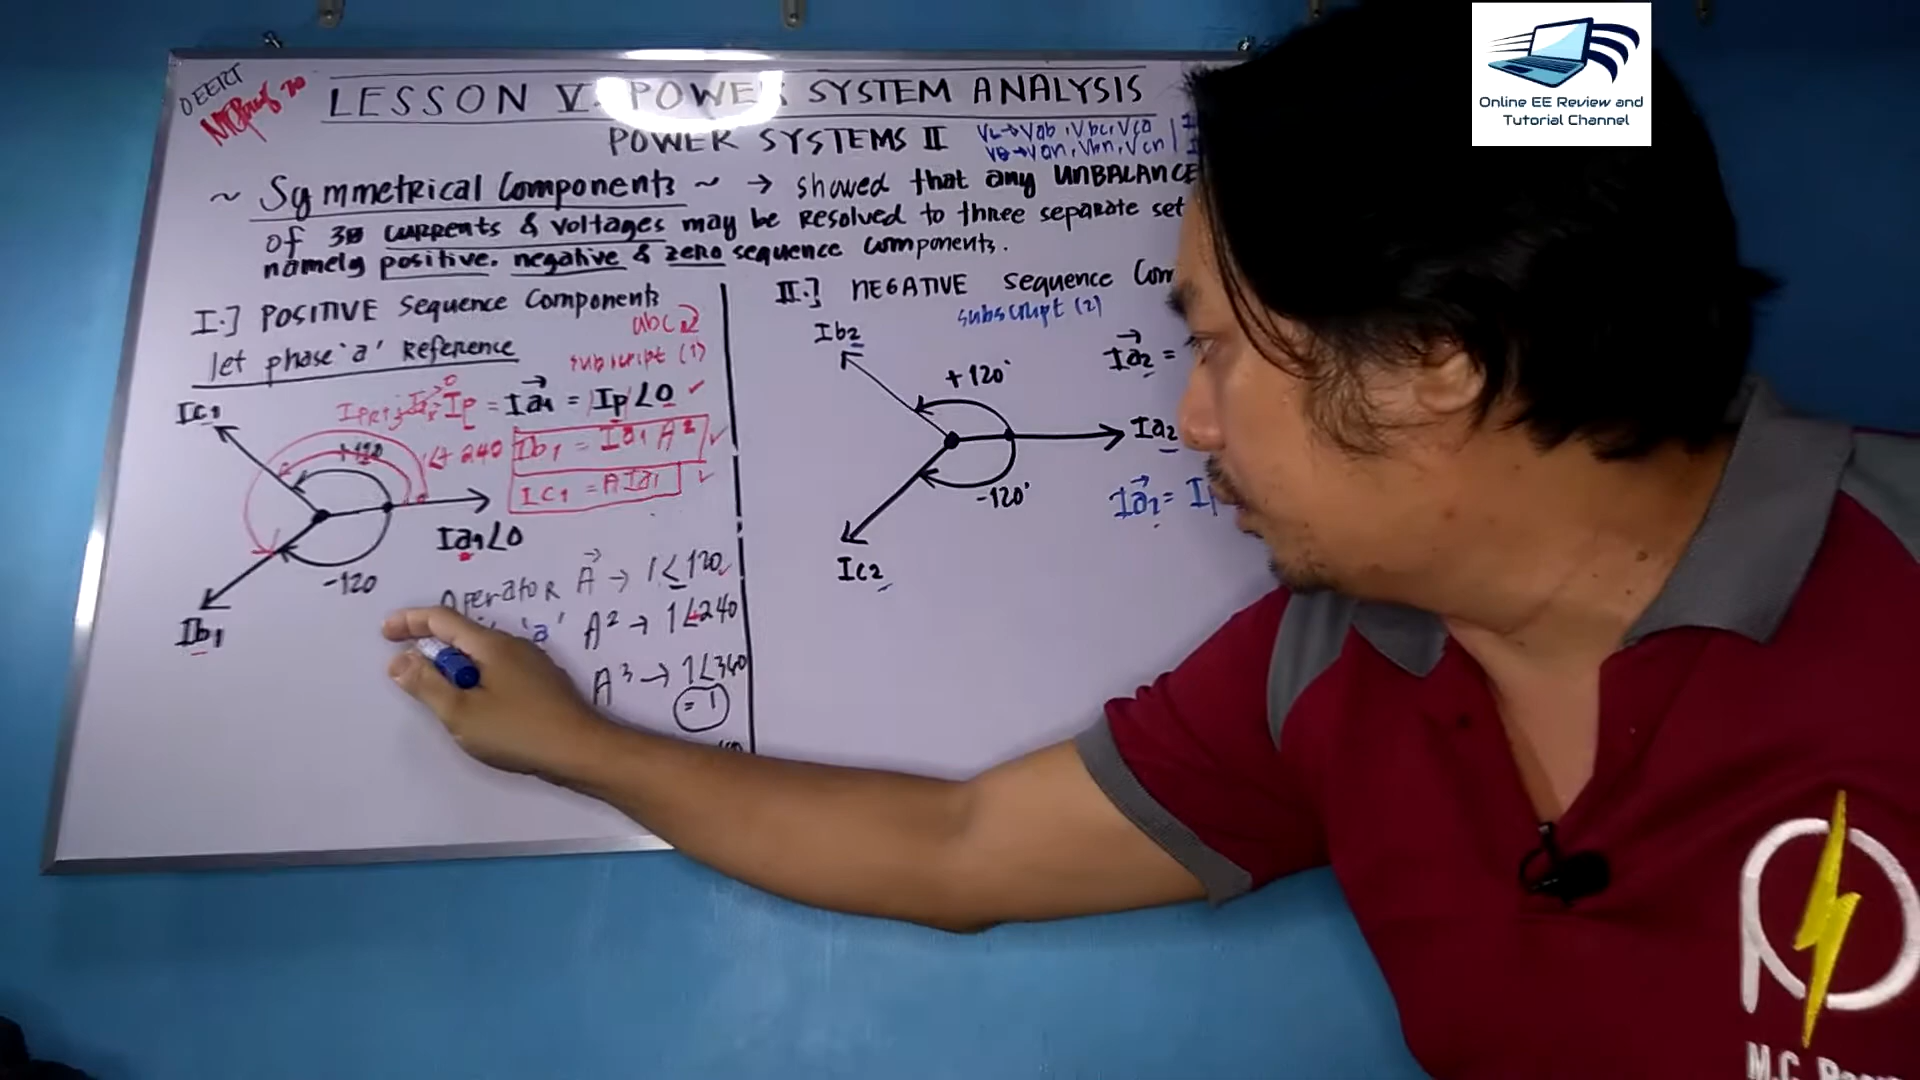 OEERT
LESSON V: POWER SYSTEM ANALYSIS
POWER SYSTEMS II
VL→Vab, Vbc, Vca
VØ→Van, Vbn, Vcn
~ Symmetrical Components ~ → showed that any UNBALANCE
of 3Ø currents & voltages may be Resolved to three separate set
namely positive, negative & zero sequence components.
I.] POSITIVE Sequence Components
abc
let phase 'a' Reference
subscript (1)
Ic1
Ip = Ia1 = Ip∠0
+120
∠+240
Ib1 = Ia1 A²
Ic1 = AIa1
Ia1∠0
-120
Ib1
Operator A → 1∠120
'a' A² → 1∠240
A³ → 1∠360
= 1
II.] NEGATIVE Sequence Com
subscript (2)
Ib2
+120°
Ia2 =
Ia2
-120°
Ic2
Online EE Review and
Tutorial Channel
M.C.